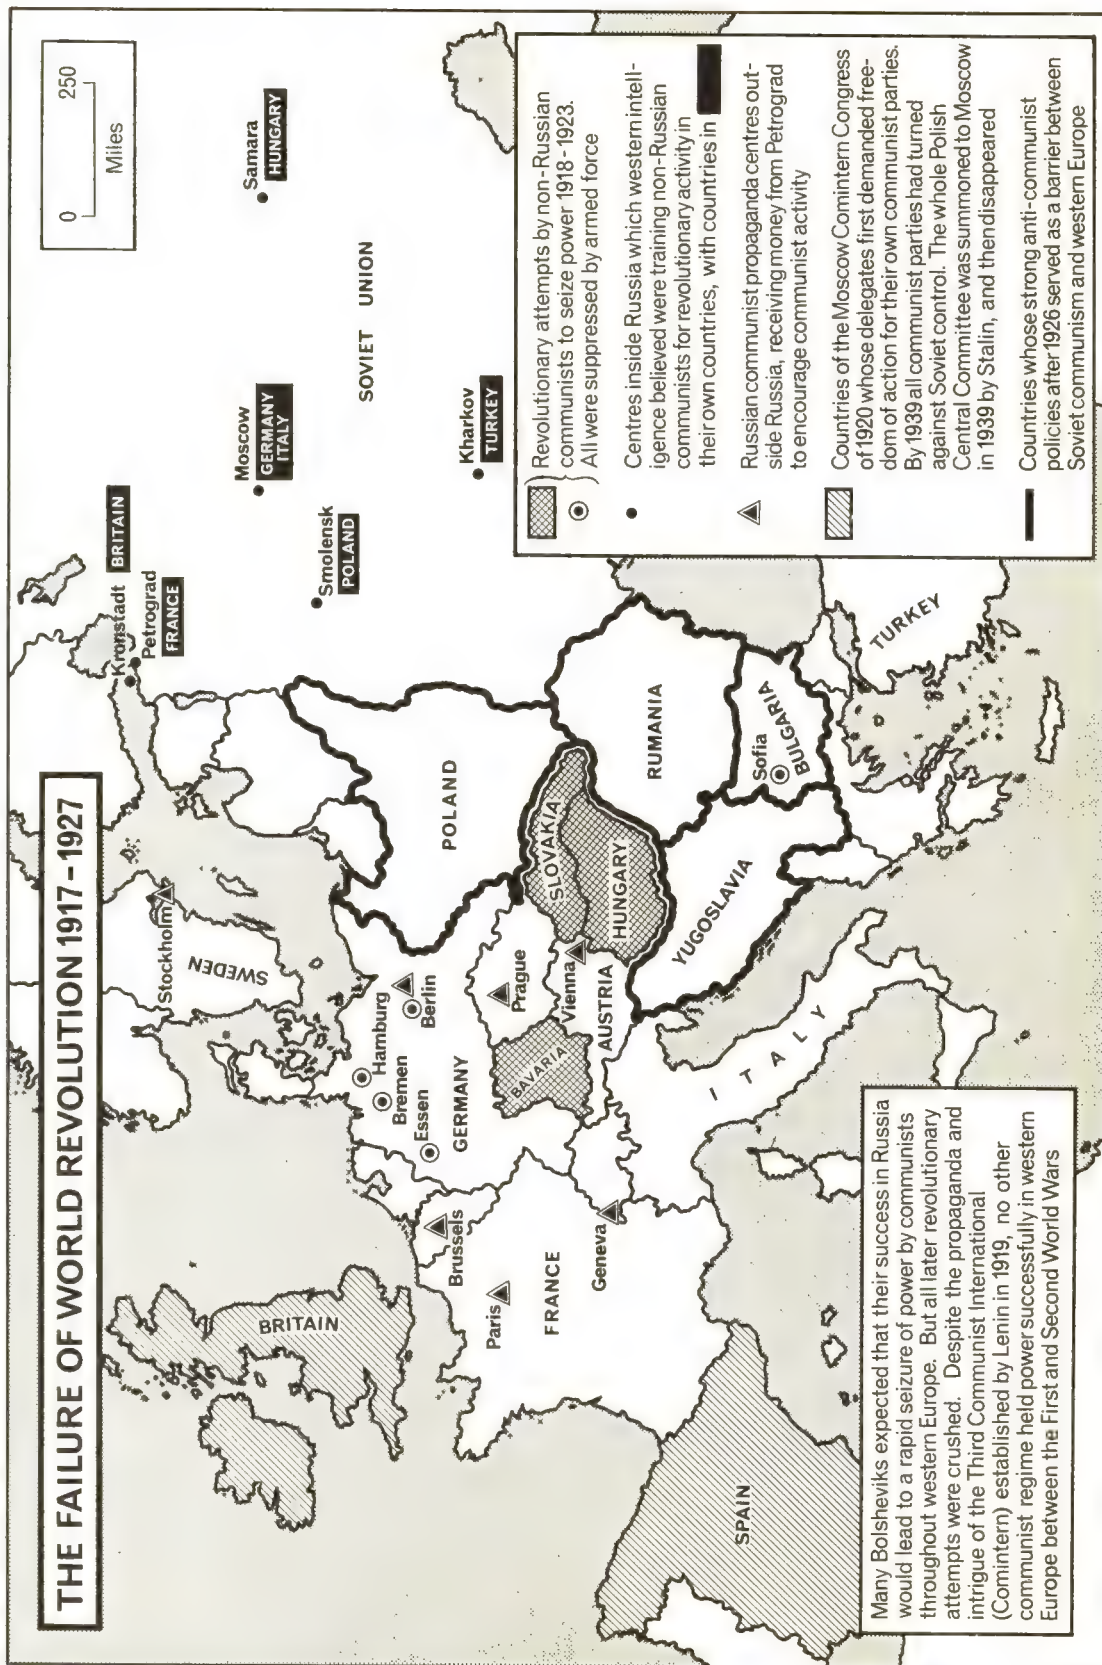 THE FAILURE OF WORLD REVOLUTION 1917-1927
0 250
Miles
Kronstadt
BRITAIN
Petrograd
FRANCE
Moscow
GERMANY
ITALY
Samara
HUNGARY
Smolensk
POLAND
Kharkov
TURKEY
SOVIET UNION
Stockholm
SWEDEN
BRITAIN
Hamburg
Bremen
Berlin
Essen
GERMANY
POLAND
Brussels
Paris
FRANCE
Geneva
Prague
BAVARIA
Vienna
AUSTRIA
SLOVAKIA
HUNGARY
RUMANIA
YUGOSLAVIA
Sofia
BULGARIA
TURKEY
ITALY
SPAIN
Many Bolsheviks expected that their success in Russia
would lead to a rapid seizure of power by communists
throughout western Europe. But all later revolutionary
attempts were crushed. Despite the propaganda and
intrigue of the Third Communist International
(Comintern) established by Lenin in 1919, no other
communist regime held power successfully in western
Europe between the First and Second World Wars
Revolutionary attempts by non-Russian
communists to seize power 1918-1923.
All were suppressed by armed force
Centres inside Russia which western intell-
igence believed were training non-Russian
communists for revolutionary activity in
their own countries, with countries in
Russian communist propaganda centres out-
side Russia, receiving money from Petrograd
to encourage communist activity
Countries of the Moscow Comintern Congress
of 1920 whose delegates first demanded free-
dom of action for their own communist parties.
By 1939 all communist parties had turned
against Soviet control. The whole Polish
Central Committee was summoned to Moscow
in 1939 by Stalin, and then disappeared
Countries whose strong anti-communist
policies after 1926 served as a barrier between
Soviet communism and western Europe